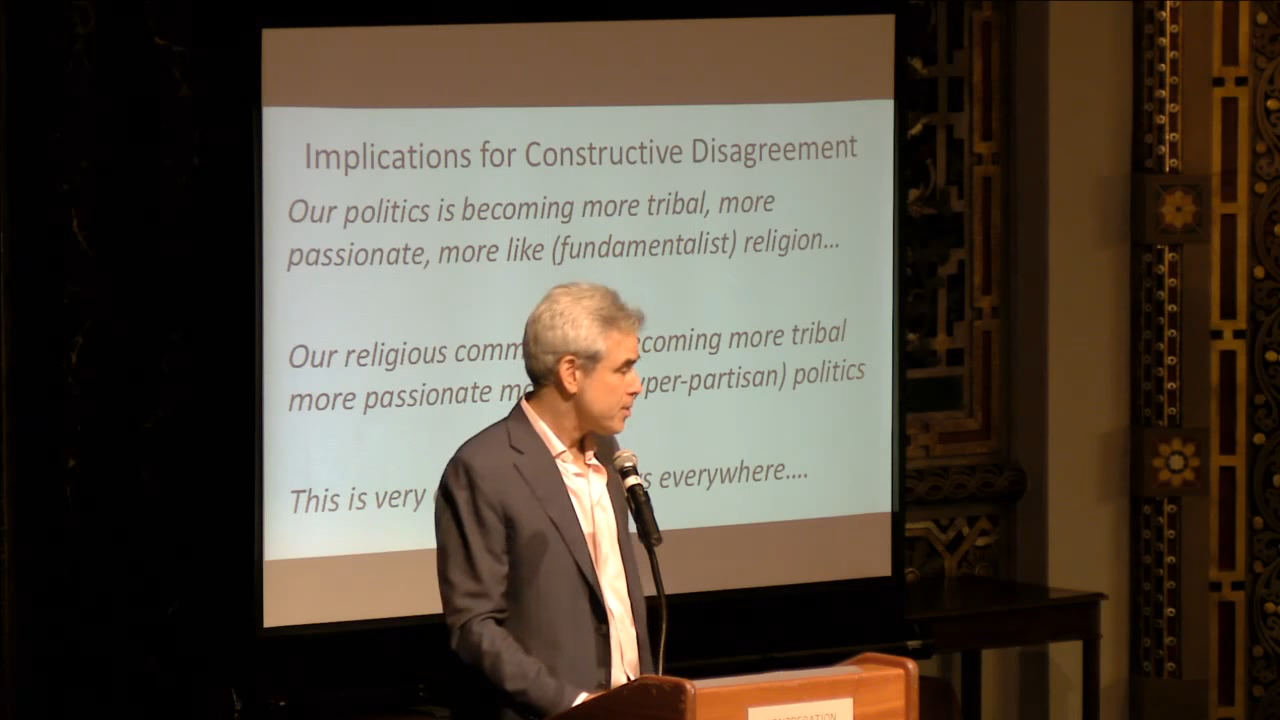 Implications for Constructive Disagreement
Our politics is becoming more tribal, more
passionate, more like (fundamentalist) religion...
Our religious coming more tribal
more passionate politics
This is very everywhere....